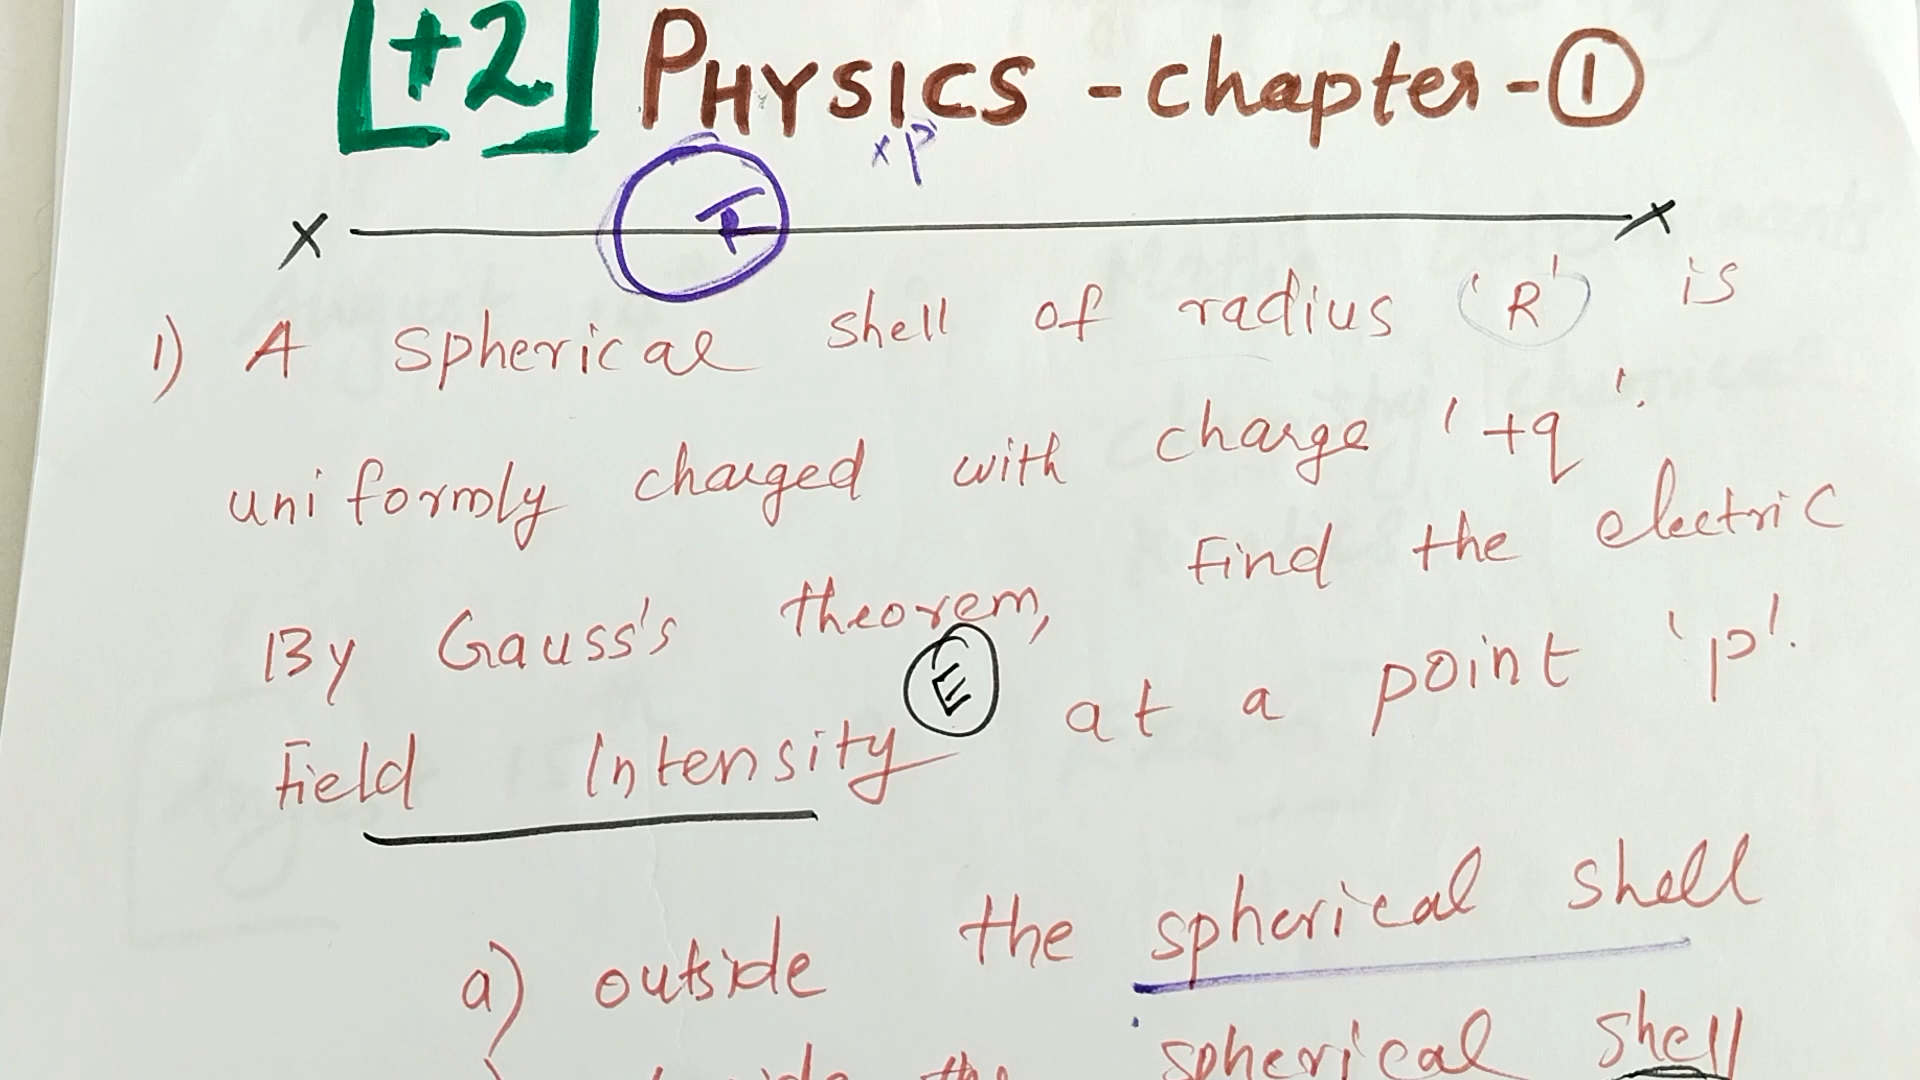 [+2] PHYSICS - chapter - 1
x p
R
x x
1) A spherical shell of radius 'R' is
uniformly charged with charge '+q'.
By Gauss's theorem, Find the electric
Field Intensity E at a point 'p'.
a) outside the spherical shell
spherical shell